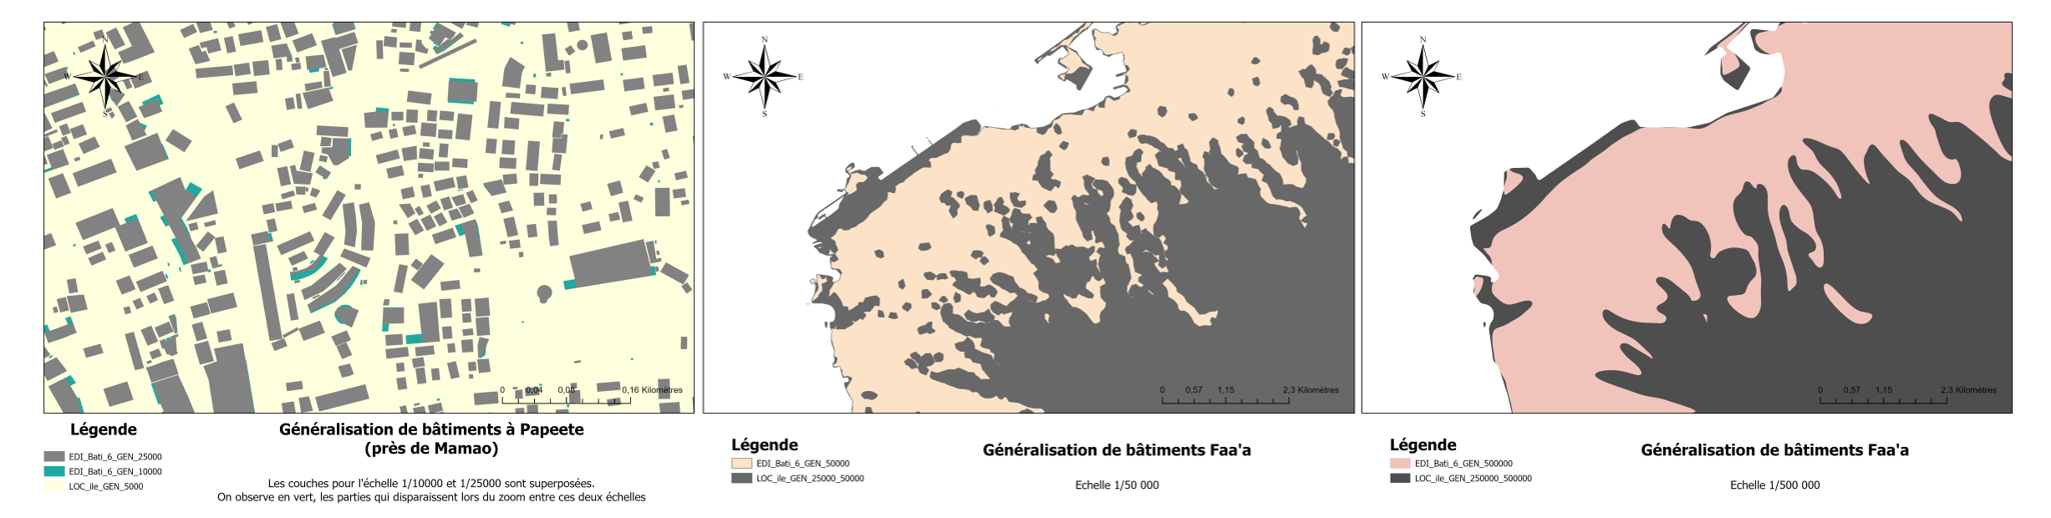 N
W E
S
0 0,04 0,08 0,16 Kilomètres
Légende
EDI_Bati_6_GEN_25000
EDI_Bati_6_GEN_10000
LOC_ile_GEN_5000
Généralisation de bâtiments à Papeete
(près de Mamao)
Les couches pour l'échelle 1/10000 et 1/25000 sont superposées.
On observe en vert, les parties qui disparaissent lors du zoom entre ces deux échelles
N
W E
S
0 0,57 1,15 2,3 Kilomètres
Légende
EDI_Bati_6_GEN_50000
LOC_ile_GEN_25000_50000
Généralisation de bâtiments Faa'a
Echelle 1/50 000
N
W E
S
0 0,57 1,15 2,3 Kilomètres
Légende
EDI_Bati_6_GEN_500000
LOC_ile_GEN_250000_500000
Généralisation de bâtiments Faa'a
Echelle 1/500 000